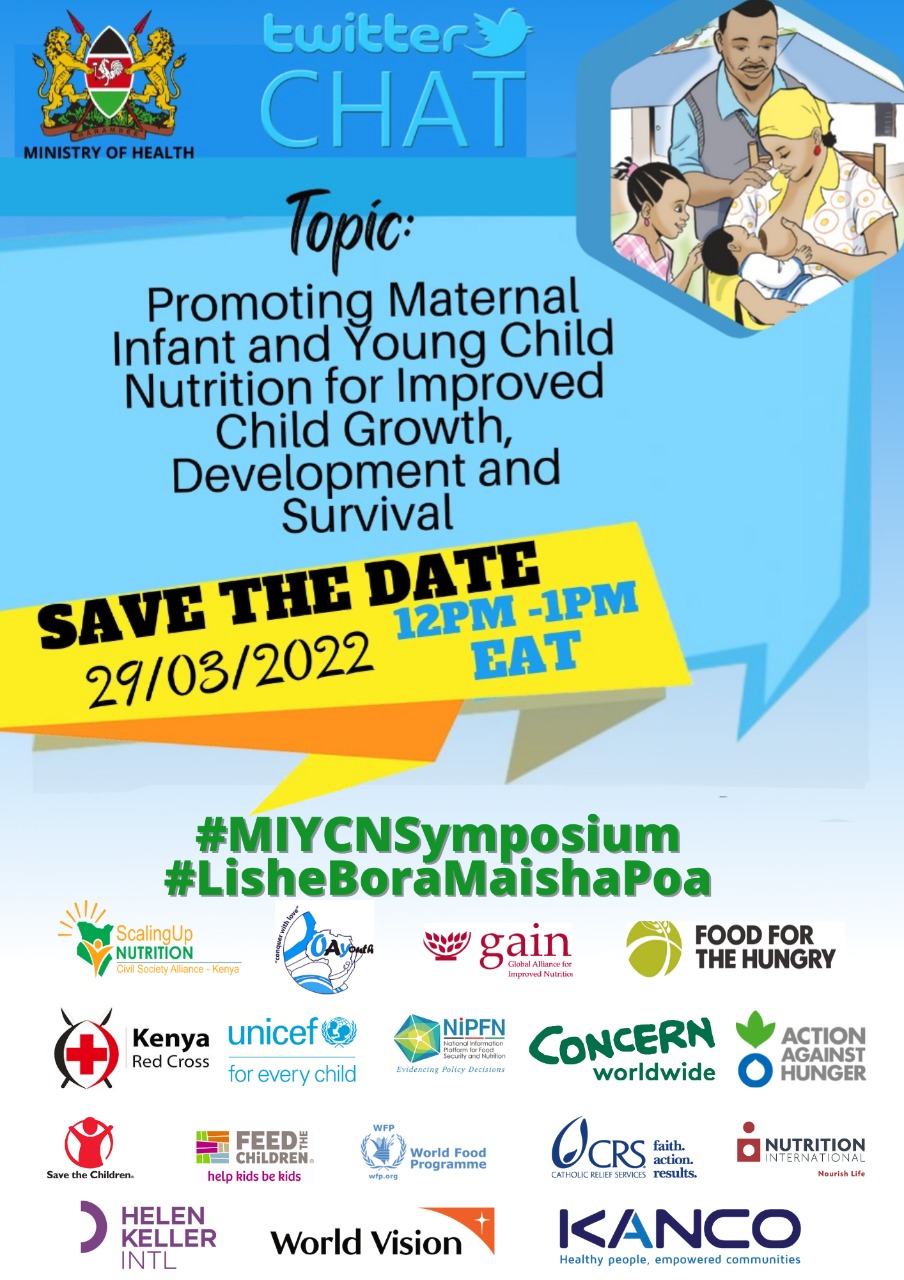 twitter
CHAT
HARAMBEE
MINISTRY OF HEALTH
Topic:
Promoting Maternal
Infant and Young Child
Nutrition for Improved
Child Growth,
Development and
Survival
SAVE THE DATE
29/03/2022
12PM -1PM
EAT
#MIYCNSymposium
#LisheBoraMaishaPoa
ScalingUp
NUTRITION
Civil Society Alliance - Kenya
"conquer with love"
OAyouth
gain
Global Alliance for
Improved Nutrition
FOOD FOR
THE HUNGRY
Kenya
Red Cross
unicef
for every child
NiPFN
National Information
Platform for Food
Security and Nutrition
Evidencing Policy Decisions
CONCERN
worldwide
ACTION
AGAINST
HUNGER
Save the Children®
FEED THE
CHILDREN®
help kids be kids
WFP
wfp.org
World Food
Programme
CRS
CATHOLIC RELIEF SERVICES
faith.
action.
results.
NUTRITION
INTERNATIONAL
Nourish Life
HELEN
KELLER
INTL
World Vision
KANCO
Healthy people, empowered communities